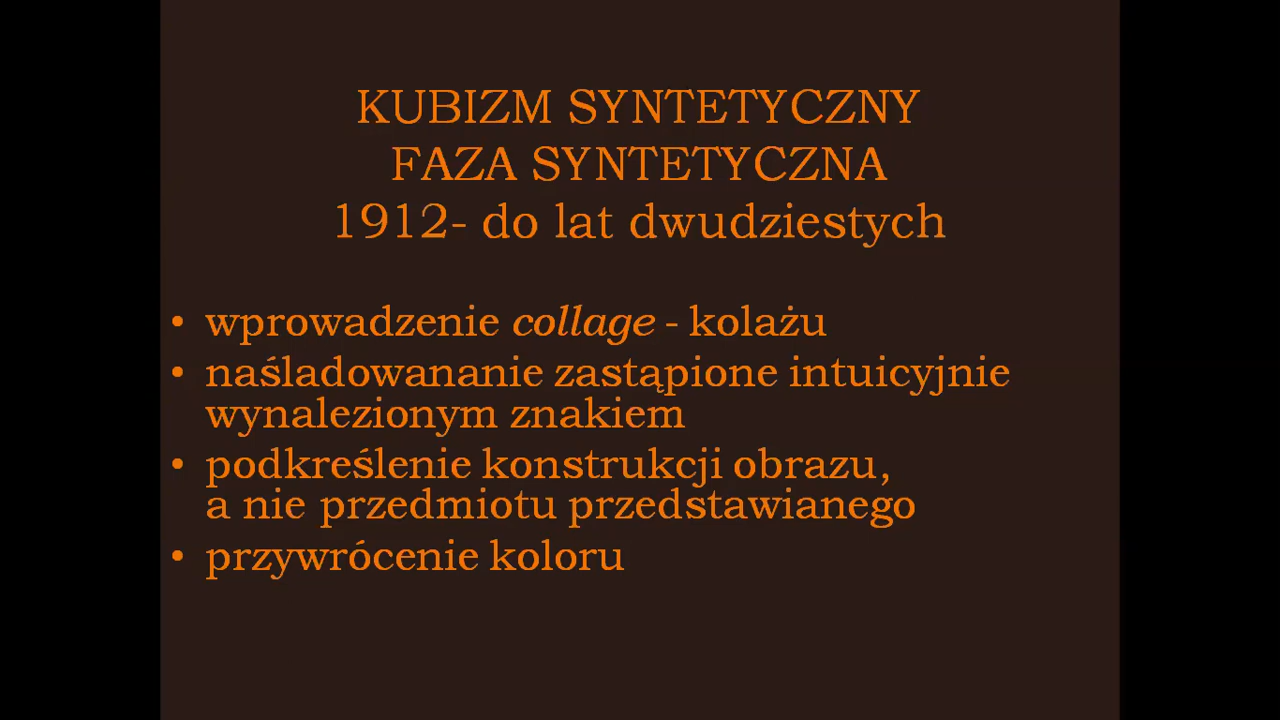 KUBIZM SYNTETYCZNY
FAZA SYNTETYCZNA
1912- do lat dwudziestych
• wprowadzenie collage - kolażu
• naśladowananie zastąpione intuicyjnie
wynalezionym znakiem
• podkreślenie konstrukcji obrazu,
a nie przedmiotu przedstawianego
• przywrócenie koloru